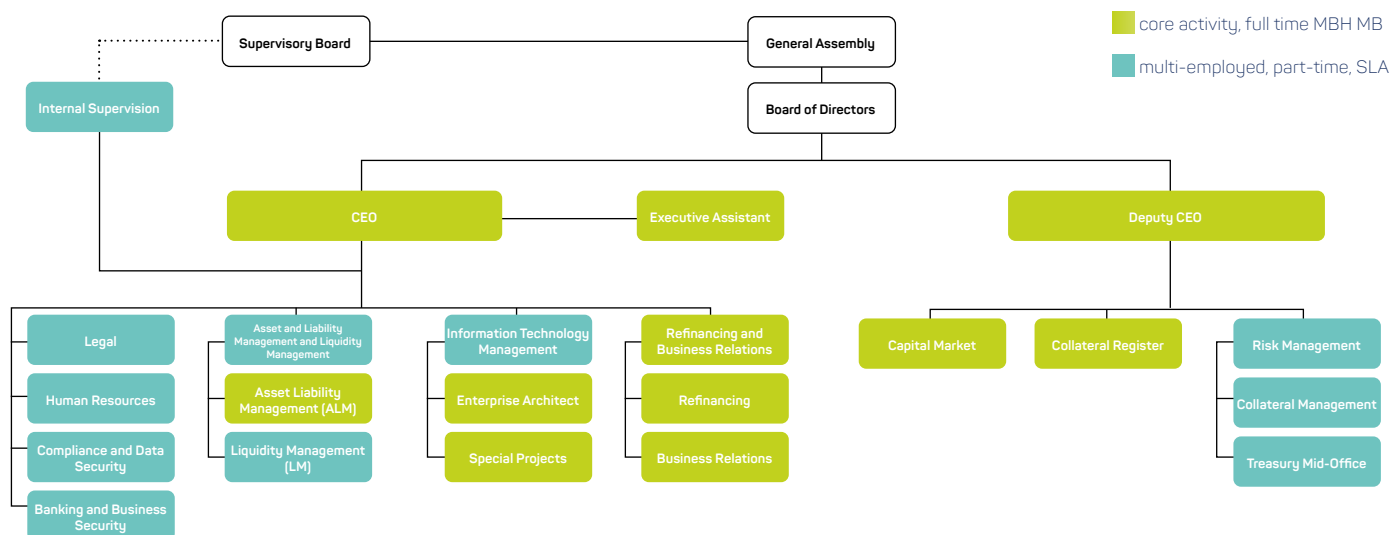 Supervisory Board
General Assembly
core activity, full time MBH MB
multi-employed, part-time, SLA
Internal Supervision
Board of Directors
CEO
Executive Assistant
Deputy CEO
Legal
Human Resources
Compliance and Data
Security
Banking and Business
Security
Asset and Liability
Management and Liquidity
Management
Asset Liability
Management (ALM)
Liquidity Management
(LM)
Information Technology
Management
Enterprise Architect
Special Projects
Refinancing and
Business Relations
Refinancing
Business Relations
Capital Market
Collateral Register
Risk Management
Collateral Management
Treasury Mid-Office